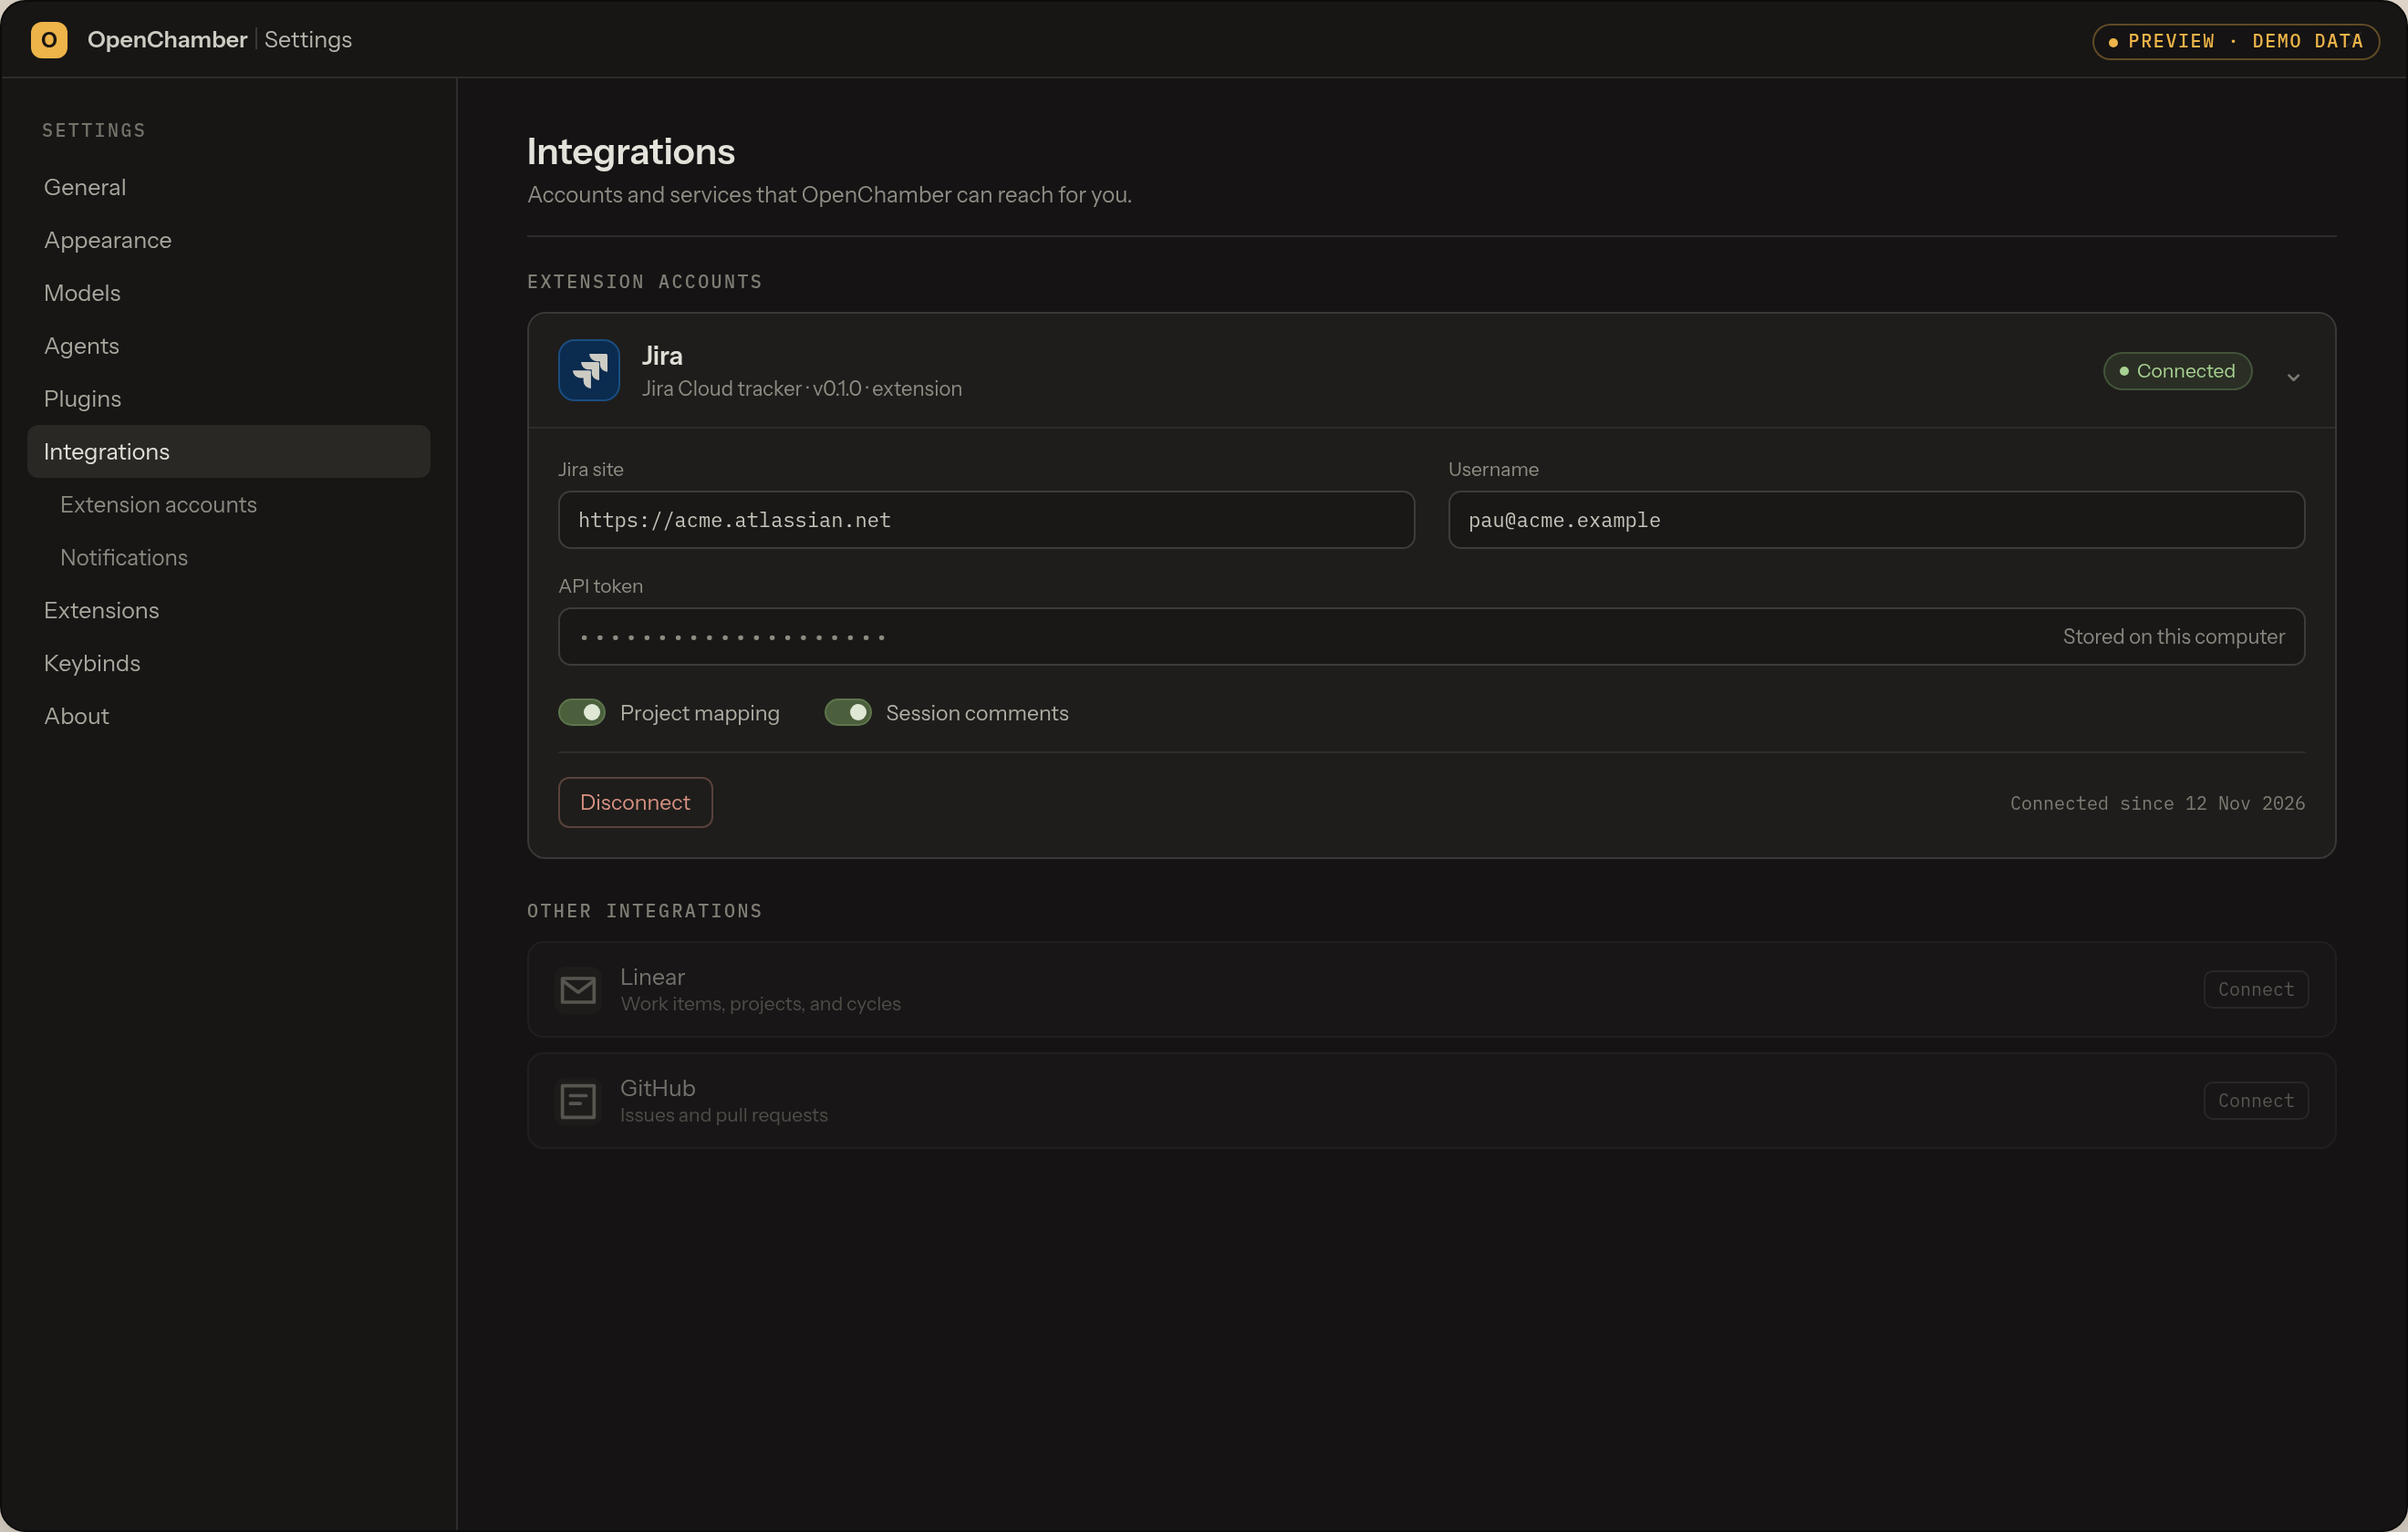 O OpenChamber Settings
PREVIEW · DEMO DATA
SETTINGS
General
Appearance
Models
Agents
Plugins
Integrations
Extension accounts
Notifications
Extensions
Keybinds
About
Integrations
Accounts and services that OpenChamber can reach for you.
EXTENSION ACCOUNTS
Jira
Jira Cloud tracker · v0.1.0 · extension
Connected
Jira site
Username
https://acme.atlassian.net
pau@acme.example
API token
••••••••••••••••••••
Stored on this computer
Project mapping
Session comments
Disconnect
Connected since 12 Nov 2026
OTHER INTEGRATIONS
Linear
Work items, projects, and cycles
Connect
GitHub
Issues and pull requests
Connect